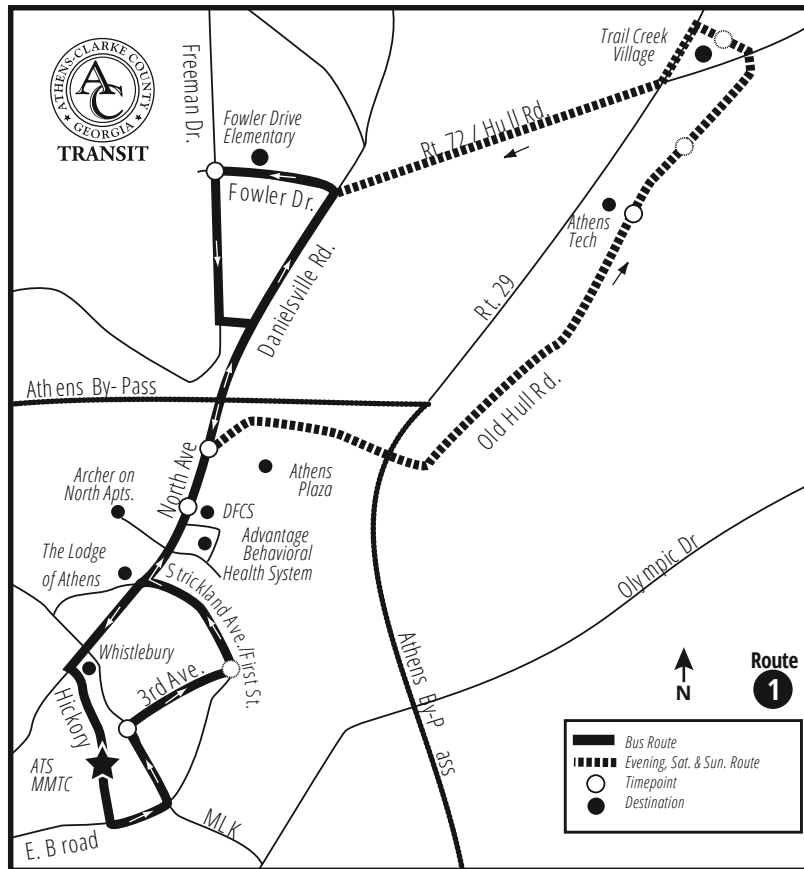 ATHENS-CLARKE COUNTY
AC
GEORGIA
TRANSIT
Freeman Dr.
Fowler Drive
Elementary
Fowler Dr.
Trail Creek
Village
Rt. 72 / Hull Rd.
Athens
Tech
Danielsville Rd.
Rt. 29
Athens By- Pass
Old Hull Rd.
North Ave
Athens
Plaza
Archer on
North Apts.
DFCS
Advantage
Behavioral
Health System
The Lodge
of Athens
Strickland Ave./First St.
Olympic Dr
Whistlebury
3rd Ave.
Hickory
Athens By-P ass
ATS
MMTC
E. B road
MLK
N
Route
1
Bus Route
Evening, Sat. & Sun. Route
Timepoint
Destination